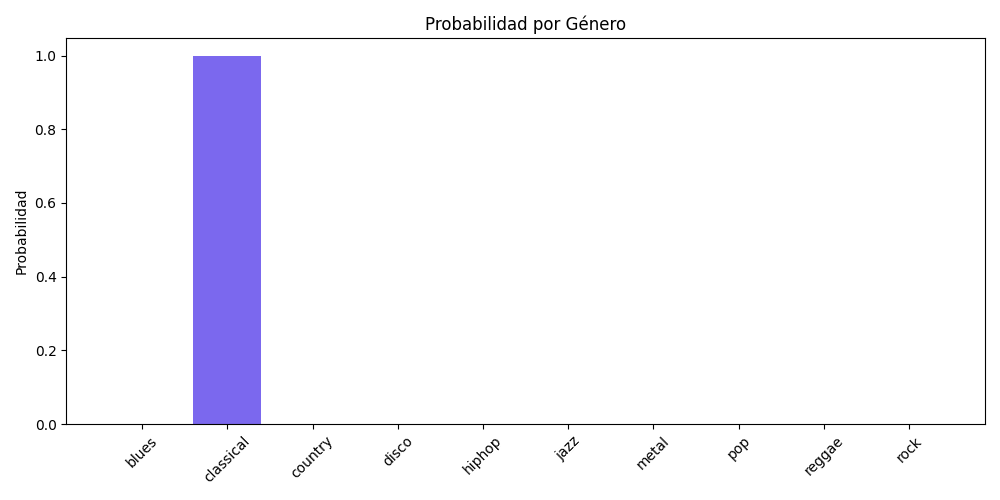 Probabilidad por Género
Probabilidad
1.0
0.8
0.6
0.4
0.2
0.0
blues
classical
country
disco
hiphop
jazz
metal
pop
reggae
rock